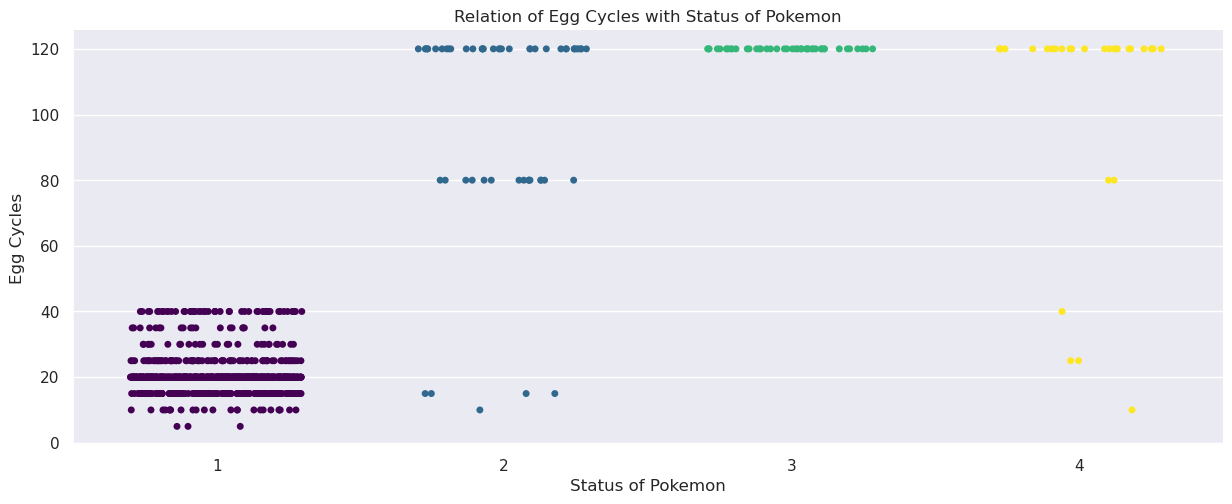 Relation of Egg Cycles with Status of Pokemon
Egg Cycles
120
100
80
60
40
20
0
1 2 3 4
Status of Pokemon